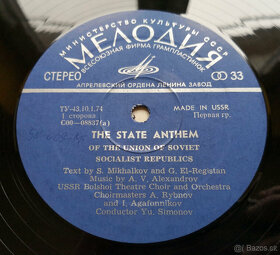 МИНИСТЕРСТВО КУЛЬТУРЫ СССР
МЕЛОДИЯ
ВСЕСОЮЗНАЯ ФИРМА ГРАМПЛАСТИНОК
СТЕРЕО
33
АПРЕЛЕВСКИЙ ОРДЕНА ЛЕНИНА ЗАВОД
ТУ-43.10.1.74
MADE IN USSR
1 сторона
Первая гр.
С00—08837(а)
THE STATE ANTHEM
OF THE UNION OF SOVIET
SOCIALIST REPUBLICS
Text by S. Mikhalkov and G. El-Registan
Music by A. V. Alexandrov
USSR Bolshoi Theatre Choir and Orchestra
Choirmasters A. Rybnov
and I. Agafonnikov
Conductor Yu. Simonov
bazos.sk